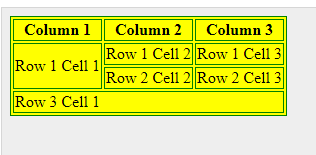 Column 1 Column 2 Column 3
Row 1 Cell 1 Row 1 Cell 2 Row 1 Cell 3
Row 2 Cell 2 Row 2 Cell 3
Row 3 Cell 1